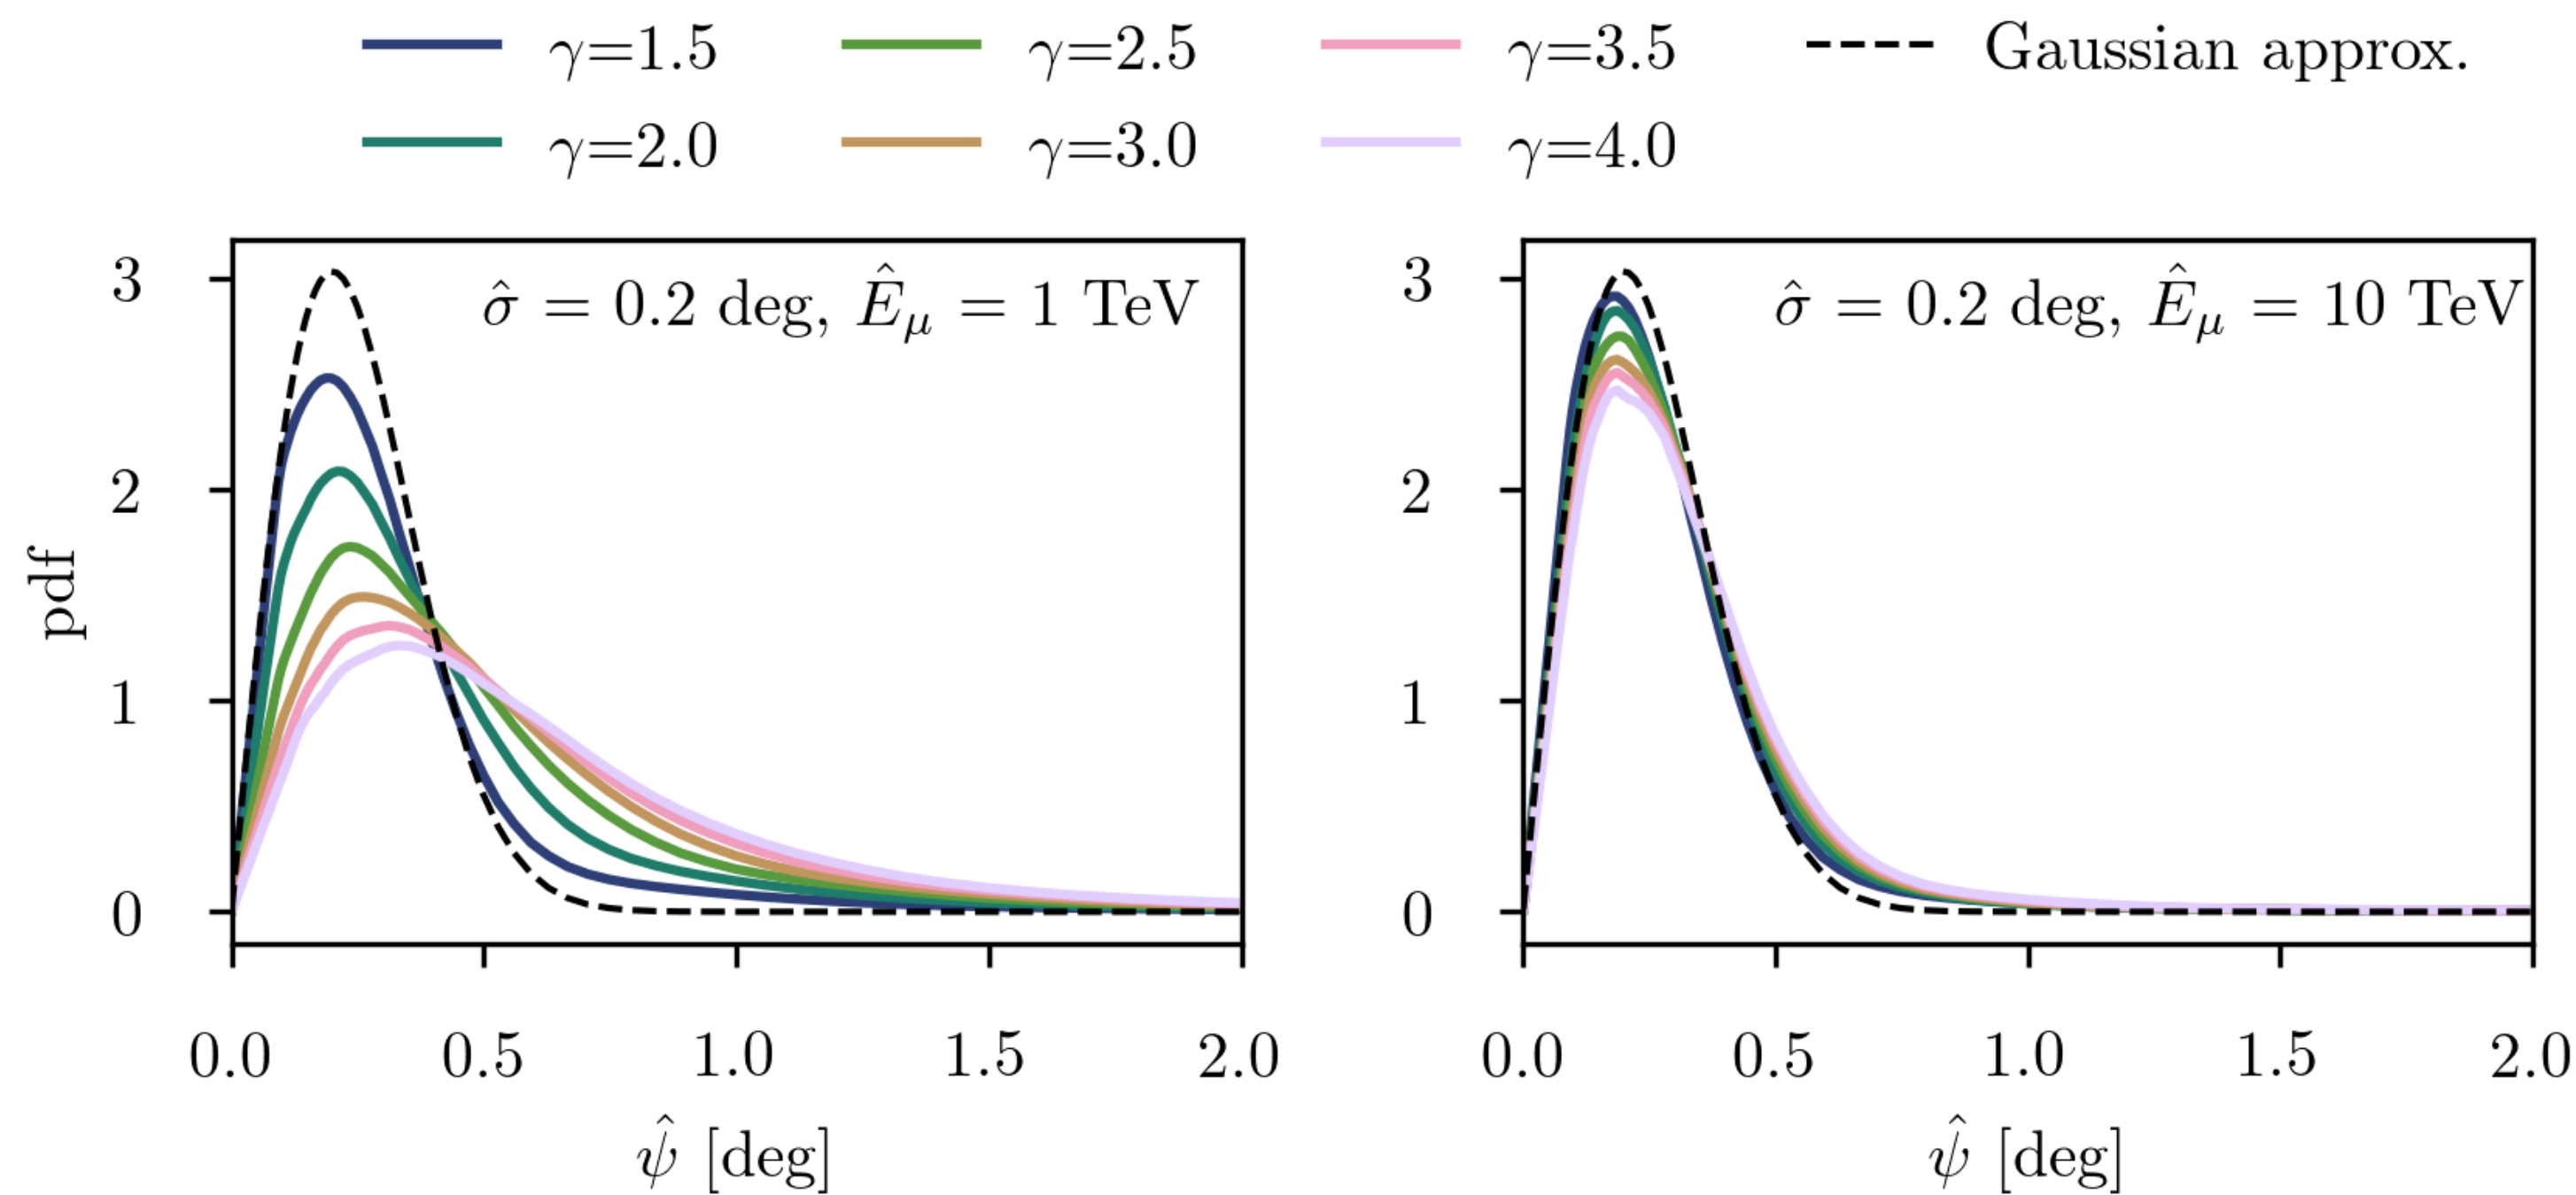 γ=1.5 γ=2.5 γ=3.5 Gaussian approx.
γ=2.0 γ=3.0 γ=4.0
σ̂ = 0.2 deg, Ê_μ = 1 TeV
σ̂ = 0.2 deg, Ê_μ = 10 TeV
pdf
3
2
1
0
3
2
1
0
0.0 0.5 1.0 1.5 2.0
0.0 0.5 1.0 1.5 2.0
ψ̂ [deg]
ψ̂ [deg]